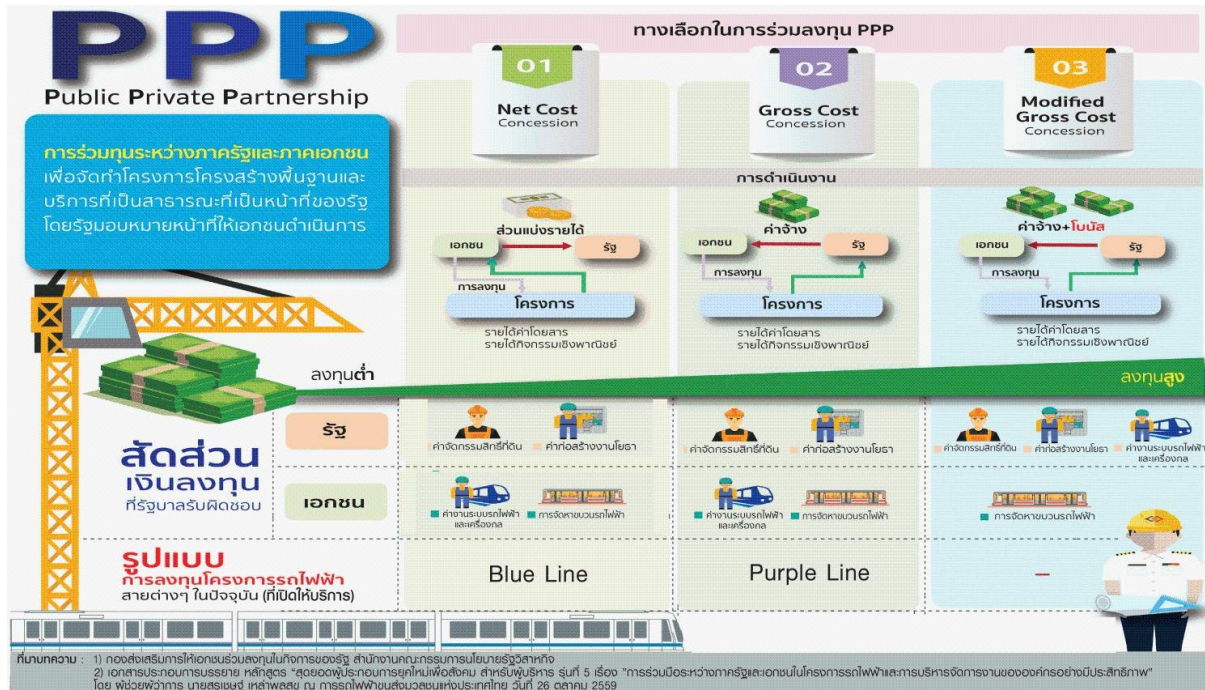 PPP
Public Private Partnership
การร่วมทุนระหว่างภาครัฐและภาคเอกชน
เพื่อจัดทำโครงการโครงสร้างพื้นฐานและ
บริการที่เป็นสาธารณะที่เป็นหน้าที่ของรัฐ
โดยรัฐมอบหมายหน้าที่ให้เอกชนดำเนินการ
ทางเลือกในการร่วมลงทุน PPP
01
Net Cost
Concession
02
Gross Cost
Concession
03
Modified
Gross Cost
Concession
การดำเนินงาน
ส่วนแบ่งรายได้
เอกชน
รัฐ
การลงทุน
โครงการ
รายได้ค่าโดยสาร
รายได้กิจกรรมเชิงพาณิชย์
ค่าจ้าง
เอกชน
รัฐ
การลงทุน
โครงการ
รายได้ค่าโดยสาร
รายได้กิจกรรมเชิงพาณิชย์
ค่าจ้าง+โบนัส
เอกชน
รัฐ
การลงทุน
โครงการ
รายได้ค่าโดยสาร
รายได้กิจกรรมเชิงพาณิชย์
ลงทุนต่ำ
ลงทุนสูง
สัดส่วน
เงินลงทุน
ที่รัฐบาลรับผิดชอบ
รัฐ
ค่าจัดกรรมสิทธิ์ที่ดิน
ค่าก่อสร้างงานโยธา
ค่าจัดกรรมสิทธิ์ที่ดิน
ค่าก่อสร้างงานโยธา
ค่าจัดกรรมสิทธิ์ที่ดิน
ค่าก่อสร้างงานโยธา
ค่างานระบบรถไฟฟ้า
และเครื่องกล
เอกชน
ค่างานระบบรถไฟฟ้า
และเครื่องกล
การจัดหาขบวนรถไฟฟ้า
ค่างานระบบรถไฟฟ้า
และเครื่องกล
การจัดหาขบวนรถไฟฟ้า
การจัดหาขบวนรถไฟฟ้า
รูปแบบ
การลงทุนโครงการรถไฟฟ้า
สายต่างๆ ในปัจจุบัน (ที่เปิดให้บริการ)
Blue Line
Purple Line
–
ที่มาบทความ : 1) กองส่งเสริมการให้เอกชนร่วมลงทุนในกิจการของรัฐ สำนักงานคณะกรรมการนโยบายรัฐวิสาหกิจ
2) เอกสารประกอบการบรรยาย หลักสูตร "สุดยอดผู้ประกอบการยุคใหม่เพื่อสังคม สำหรับผู้บริหาร รุ่นที่ 5 เรื่อง "การร่วมมือระหว่างภาครัฐและเอกชนในโครงการรถไฟฟ้าและการบริหารจัดการงานขององค์กรอย่างมีประสิทธิภาพ"
โดย ผู้ช่วยผู้ว่าการ นายสุรเชษฐ์ เหล่าพูลสุข ณ การรถไฟฟ้าขนส่งมวลชนแห่งประเทศไทย วันที่ 26 ตุลาคม 2559